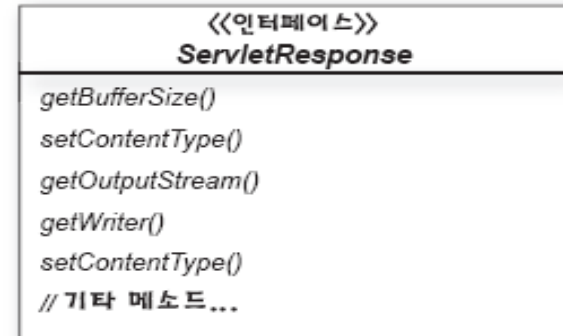 <<인터페이스>>
ServletResponse
getBufferSize()
setContentType()
getOutputStream()
getWriter()
setContentType()
// 기타 메소드...